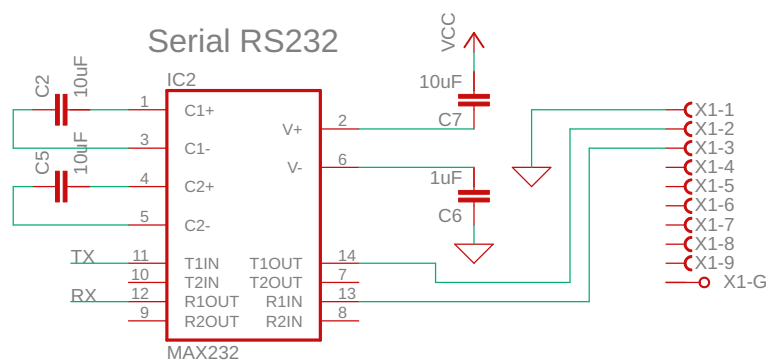 Serial RS232
VCC
C2
10uF
IC2
10uF
C7
1
C1+
V+
2
3
C1-
C5
10uF
4
C2+
V-
6
1uF
C6
5
C2-
TX
11
T1IN
T1OUT
14
10
T2IN
T2OUT
7
RX
12
R1OUT
R1IN
13
9
R2OUT
R2IN
8
MAX232
X1-1
X1-2
X1-3
X1-4
X1-5
X1-6
X1-7
X1-8
X1-9
X1-G